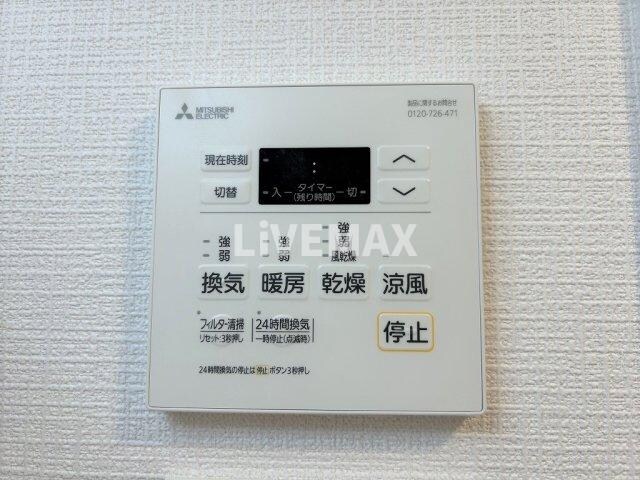 MITSUBISHI
ELECTRIC
製品に関するお問合せ
0120-726-471
現在時刻
:
切替
入 タイマー 切
(残り時間)
LiVEMAX
強
弱
強
弱
強
弱
風乾燥
換気
暖房
乾燥
涼風
フィルター清掃
リセット:3秒押し
24時間換気
一時停止(点滅時)
停止
24時間換気の停止は 停止 ボタン3秒押し